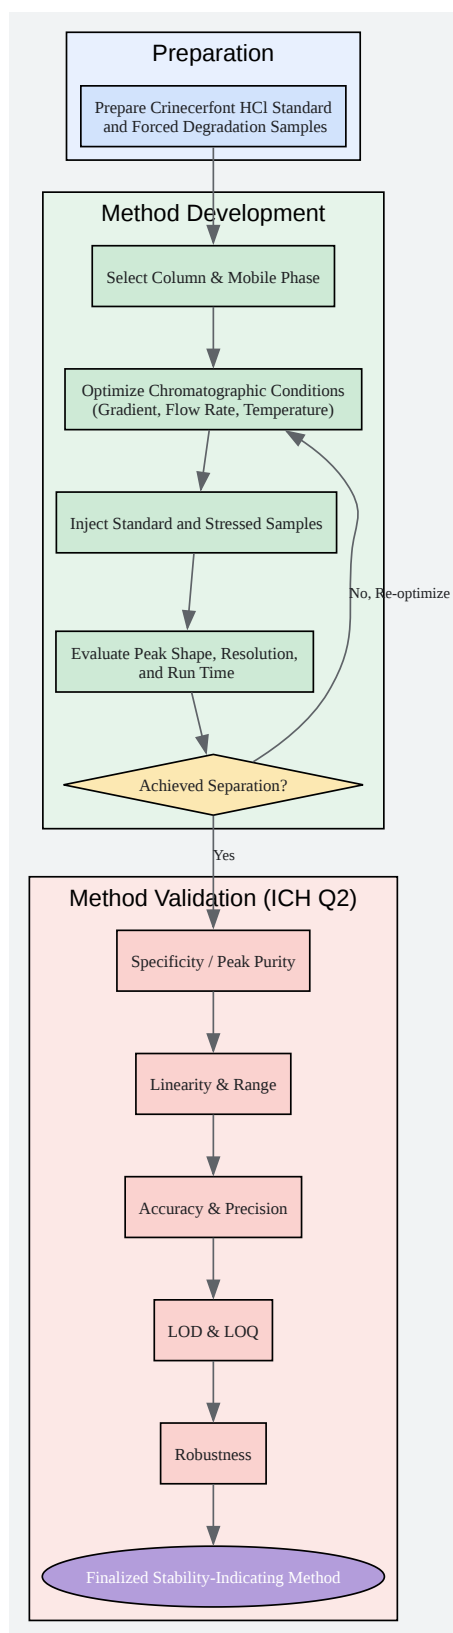 Preparation
Prepare Crinecerfont HCl Standard
and Forced Degradation Samples
Method Development
Select Column & Mobile Phase
Optimize Chromatographic Conditions
(Gradient, Flow Rate, Temperature)
Inject Standard and Stressed Samples
No, Re-optimize
Evaluate Peak Shape, Resolution,
and Run Time
Achieved Separation?
Yes
Method Validation (ICH Q2)
Specificity / Peak Purity
Linearity & Range
Accuracy & Precision
LOD & LOQ
Robustness
Finalized Stability-Indicating Method